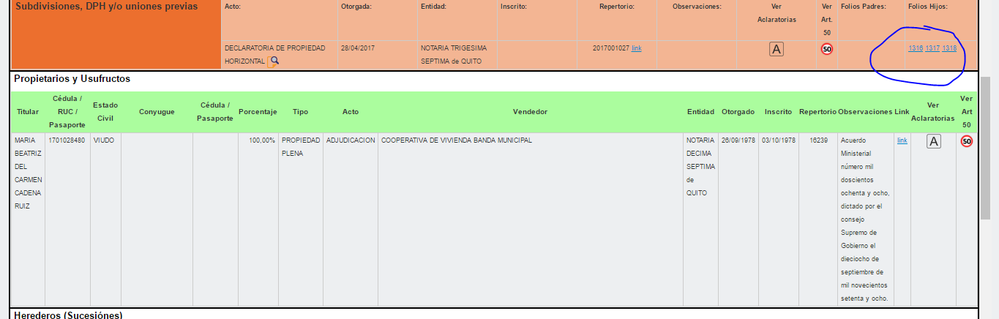 Subdivisiones, DPH y/o uniones previas
Acto:
Otorgada:
Entidad:
Inscrito:
Repertorio:
Observaciones:
Ver
Aclaratorias
Ver
Art.
50
Folios Padres:
Folios Hijos:
DECLARATORIA DE PROPIEDAD
HORIZONTAL
28/04/2017
NOTARIA TRIGESIMA
SEPTIMA de QUITO
2017001027 link
A
50
1316 1317 1318
Propietarios y Usufructos
Titular
Cédula /
RUC /
Pasaporte
Estado
Civil
Conyugue
Cédula /
Pasaporte
Porcentaje
Tipo
Acto
Vendedor
Entidad
Otorgado
Inscrito
Repertorio
Observaciones
Link
Ver
Aclaratorias
Ver
Art
50
MARIA
BEATRIZ
DEL
CARMEN
CADENA
RUIZ
1701028480
VIUDO
100,00%
PROPIEDAD
PLENA
ADJUDICACION
COOPERATIVA DE VIVIENDA BANDA MUNICIPAL
NOTARIA
DECIMA
SEPTIMA
de
QUITO
26/09/1978
03/10/1978
16239
Acuerdo
Ministerial
número mil
doscientos
ochenta y ocho,
dictado por el
consejo
Supremo de
Gobierno el
dieciocho de
septiembre de
mil novecientos
setenta y ocho.
link
A
50
Herederos (Sucesiónes)